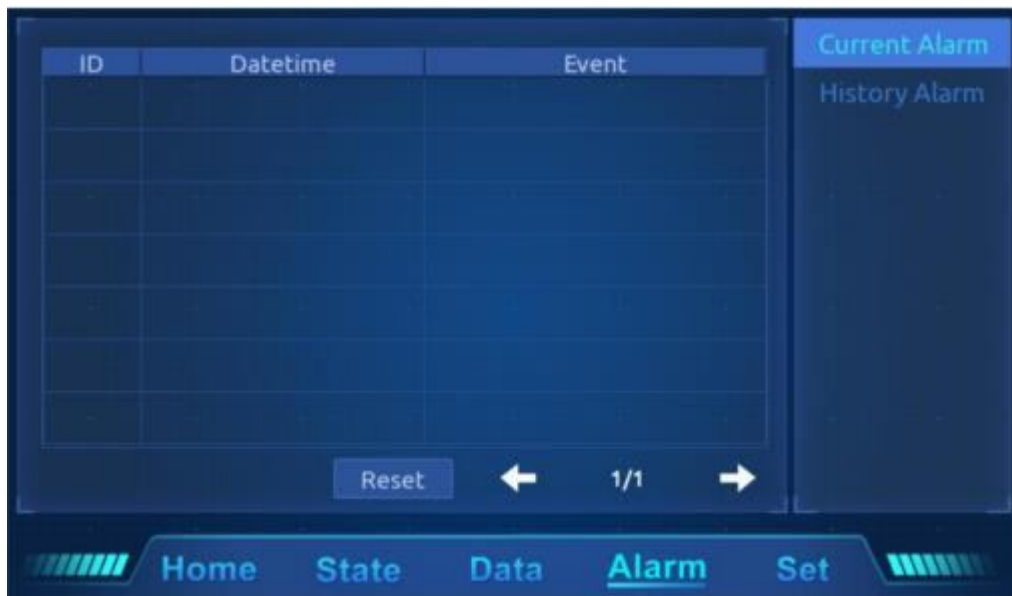 ID Datetime Event
Current Alarm
History Alarm
Reset 1/1
Home State Data Alarm Set